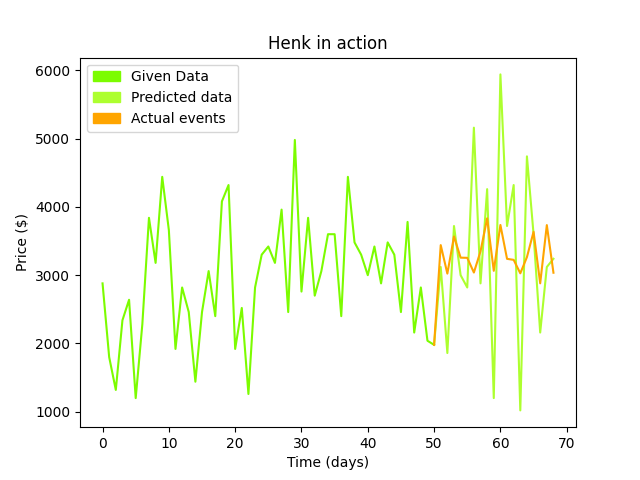 Henk in action
Given Data
Predicted data
Actual events
6000
5000
4000
3000
2000
1000
Price ($)
0 10 20 30 40 50 60 70
Time (days)